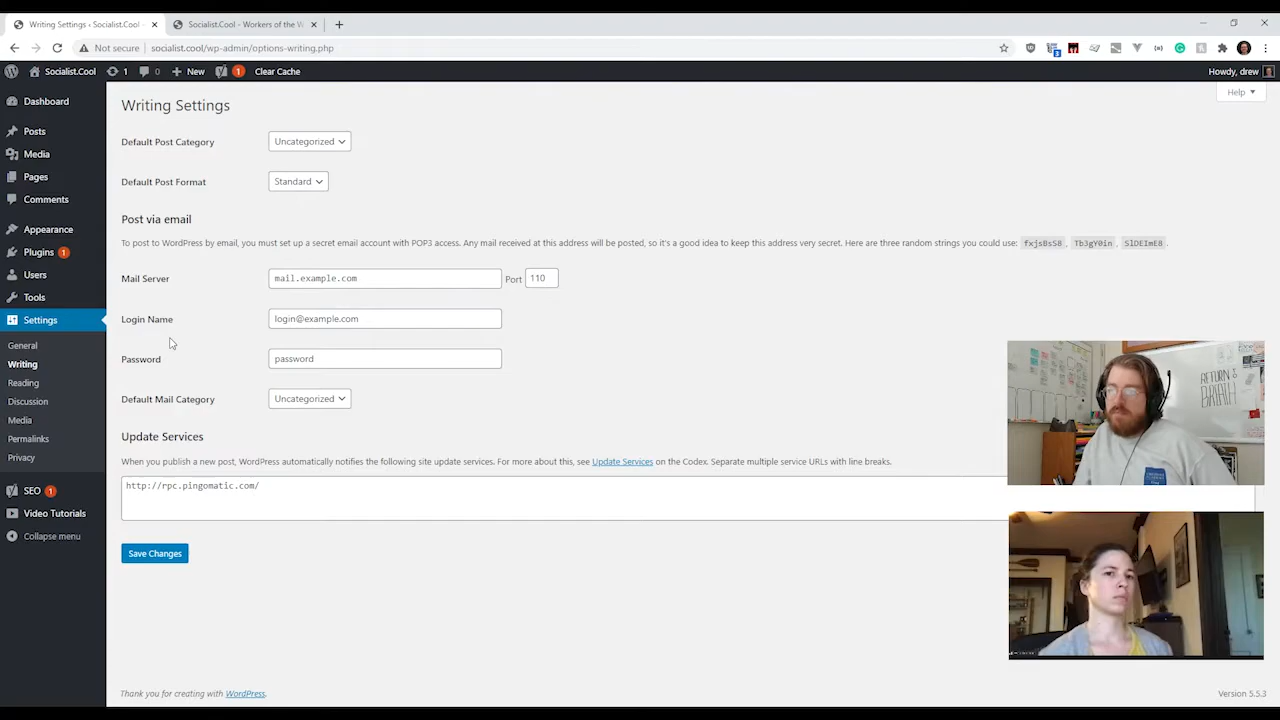 Writing Settings ‹ Socialist.Cool -
Socialist.Cool - Workers of the W
Not secure | socialist.cool/wp-admin/options-writing.php
Socialist.Cool 1 0 New 1 Clear Cache Howdy, drew
Help
Dashboard
Posts
Media
Pages
Comments
Appearance
Plugins 1
Users
Tools
Settings
General
Writing
Reading
Discussion
Media
Permalinks
Privacy
SEO 1
Video Tutorials
Collapse menu
Writing Settings
Default Post Category Uncategorized
Default Post Format Standard
Post via email
To post to WordPress by email, you must set up a secret email account with POP3 access. Any mail received at this address will be posted, so it's a good idea to keep this address very secret. Here are three random strings you could use: fxjsBsS8 , Tb3gY0in , SlDEImE8 .
Mail Server mail.example.com Port 110
Login Name login@example.com
Password password
Default Mail Category Uncategorized
Update Services
When you publish a new post, WordPress automatically notifies the following site update services. For more about this, see Update Services on the Codex. Separate multiple service URLs with line breaks.
http://rpc.pingomatic.com/
Save Changes
RETURN
Thank you for creating with WordPress.
Version 5.5.3